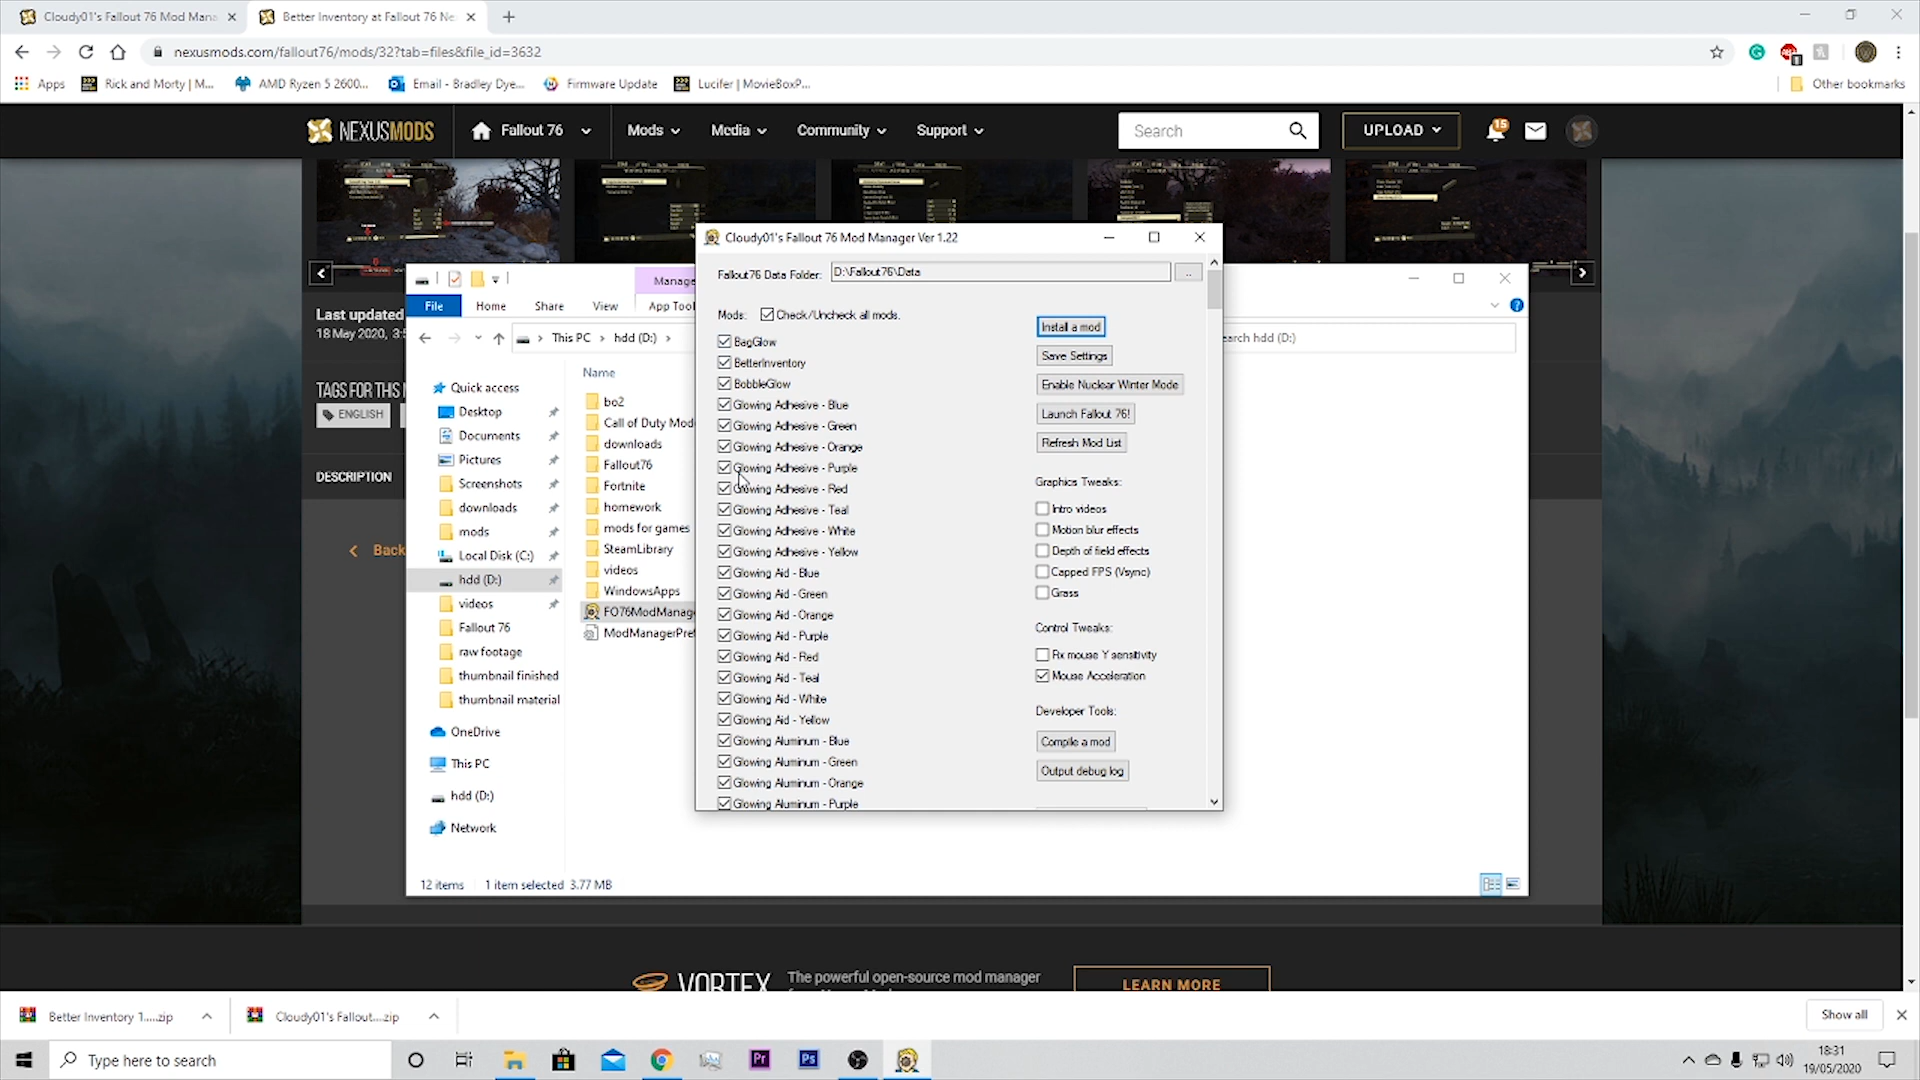 Cloudy01's Fallout 76 Mod Mana
Better Inventory at Fallout 76 Ne
nexusmods.com/fallout76/mods/32?tab=files&file_id=3632
Apps
Rick and Morty | M...
AMD Ryzen 5 2600...
Email - Bradley Dye...
Firmware Update
Lucifer | MovieBoxP...
Other bookmarks
NEXUSMODS
Fallout 76
Mods
Media
Community
Support
Search
UPLOAD
15
Last updated
18 May 2020, 3:5
TAGS FOR THIS
ENGLISH
DESCRIPTION
Back
Manage
File
Home
Share
View
App Tool
This PC
hdd (D:)
earch hdd (D:)
Name
Quick access
Desktop
Documents
Pictures
Screenshots
downloads
mods
Local Disk (C:)
hdd (D:)
videos
Fallout 76
raw footage
thumbnail finished
thumbnail material
OneDrive
This PC
hdd (D:)
Network
bo2
Call of Duty Mod
downloads
Fallout76
Fortnite
homework
mods for games
SteamLibrary
videos
WindowsApps
FO76ModManage
ModManagerPref
12 items
1 item selected 3.77 MB
Cloudy01's Fallout 76 Mod Manager Ver 1.22
Fallout76 Data Folder:
D:\Fallout76\Data
..
Mods:
Check/Uncheck all mods.
BagGlow
BetterInventory
BobbleGlow
Glowing Adhesive - Blue
Glowing Adhesive - Green
Glowing Adhesive - Orange
Glowing Adhesive - Purple
Glowing Adhesive - Red
Glowing Adhesive - Teal
Glowing Adhesive - White
Glowing Adhesive - Yellow
Glowing Aid - Blue
Glowing Aid - Green
Glowing Aid - Orange
Glowing Aid - Purple
Glowing Aid - Red
Glowing Aid - Teal
Glowing Aid - White
Glowing Aid - Yellow
Glowing Aluminum - Blue
Glowing Aluminum - Green
Glowing Aluminum - Orange
Glowing Aluminum - Purple
Install a mod
Save Settings
Enable Nuclear Winter Mode
Launch Fallout 76!
Refresh Mod List
Graphics Tweaks:
Intro videos
Motion blur effects
Depth of field effects
Capped FPS (Vsync)
Grass
Control Tweaks:
Fix mouse Y sensitivity
Mouse Acceleration
Developer Tools:
Compile a mod
Output debug log
VORTEX
The powerful open-source mod manager
LEARN MORE
Better Inventory 1....zip
Cloudy01's Fallout....zip
Show all
Type here to search
Pr
Ps
18:31
19/05/2020